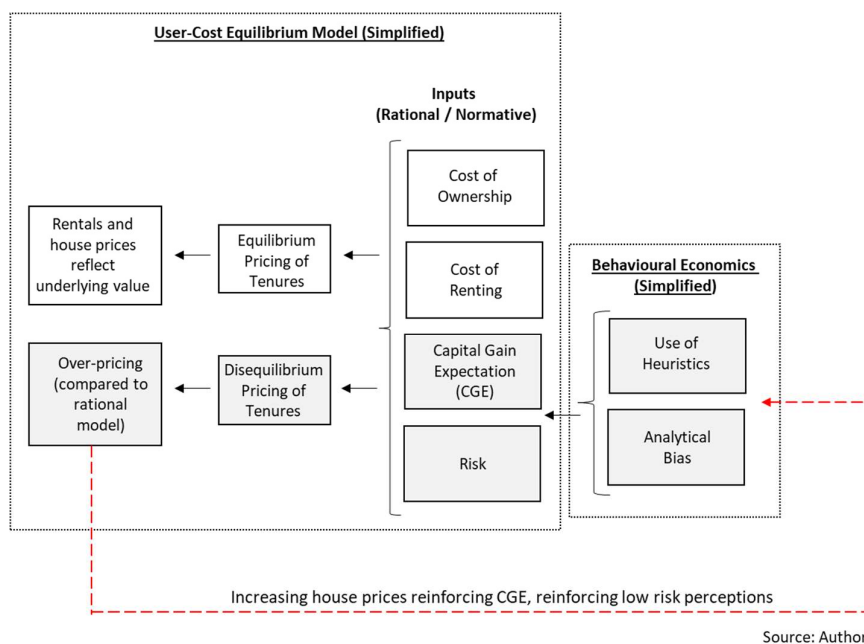 User-Cost Equilibrium Model (Simplified)
Inputs
(Rational / Normative)
Cost of
Ownership
Rentals and
house prices
reflect
underlying value
Equilibrium
Pricing of
Tenures
Cost of
Renting
Behavioural Economics
(Simplified)
Over-pricing
(compared to
rational
model)
Disequilibrium
Pricing of
Tenures
Capital Gain
Expectation
(CGE)
Risk
Use of
Heuristics
Analytical
Bias
Increasing house prices reinforcing CGE, reinforcing low risk perceptions
Source: Author